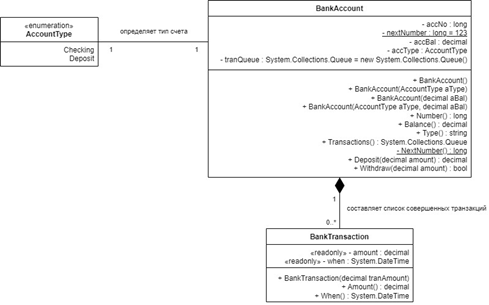 «enumeration»
AccountType
Checking
Deposit
определяет тип счета
1
1
BankAccount
- accNo : long
- nextNumber : long = 123
- accBal : decimal
- accType : AccountType
- tranQueue : System.Collections.Queue = new System.Collections.Queue()
+ BankAccount()
+ BankAccount(AccountType aType)
+ BankAccount(decimal aBal)
+ BankAccount(AccountType aType, decimal aBal)
+ Number() : long
+ Balance() : decimal
+ Type() : string
+ Transactions() : System.Collections.Queue
- NextNumber() : long
+ Deposit(decimal amount) : decimal
+ Withdraw(decimal amount) : bool
1
составляет список совершенных транзакций
0..*
BankTransaction
«readonly» - amount : decimal
«readonly» - when : System.DateTime
+ BankTransaction(decimal tranAmount)
+ Amount() : decimal
+ When() : System.DateTime